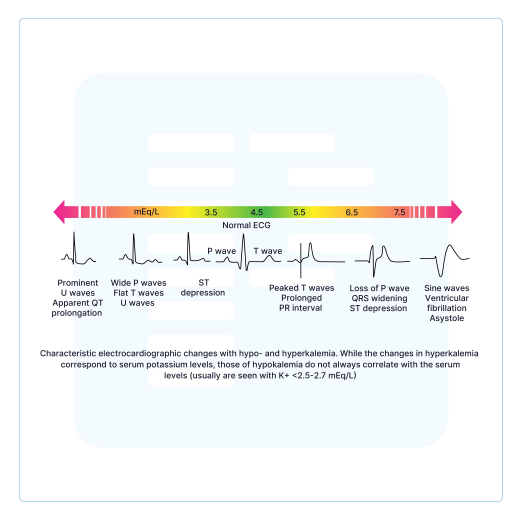 mEq/L 3.5 4.5 5.5 6.5 7.5
Normal ECG
P wave T wave
Prominent
U waves
Apparent QT
prolongation
Wide P waves
Flat T waves
U waves
ST
depression
Peaked T waves
Prolonged
PR interval
Loss of P wave
QRS widening
ST depression
Sine waves
Ventricular
fibrillation
Asystole
Characteristic electrocardiographic changes with hypo- and hyperkalemia. While the changes in hyperkalemia
correspond to serum potassium levels, those of hypokalemia do not always correlate with the serum
levels (usually are seen with K+ <2.5-2.7 mEq/L)